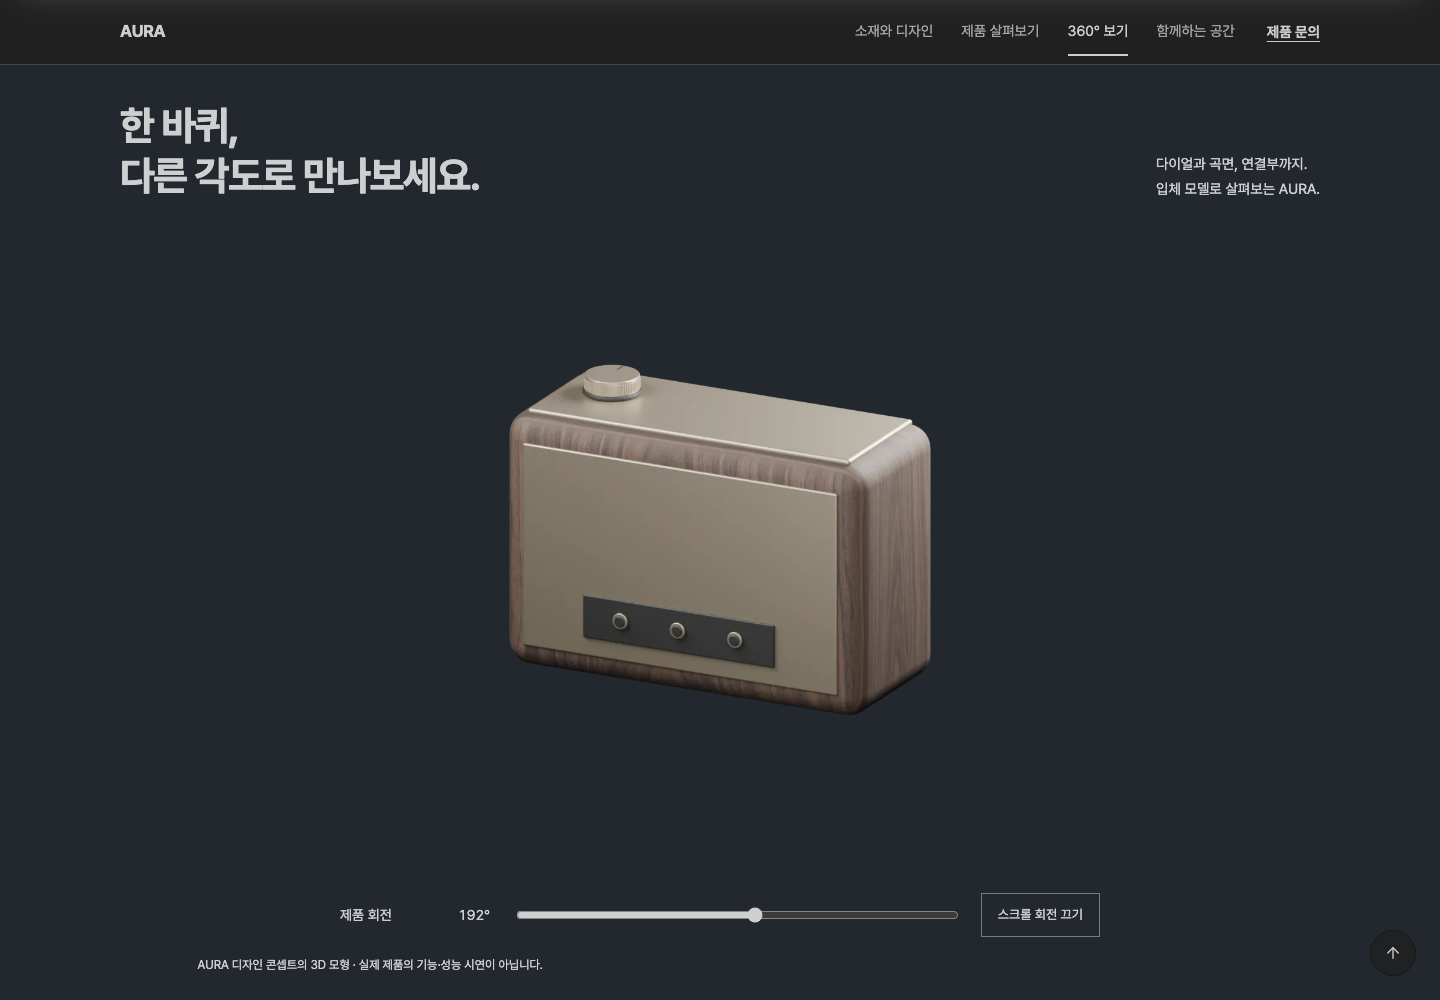 AURA
소재와 디자인
제품 살펴보기
360° 보기
함께하는 공간
제품 문의
한 바퀴,
다른 각도로 만나보세요.
다이얼과 곡면, 연결부까지.
입체 모델로 살펴보는 AURA.
제품 회전
192°
스크롤 회전 끄기
AURA 디자인 콘셉트의 3D 모형 · 실제 제품의 기능·성능 시연이 아닙니다.